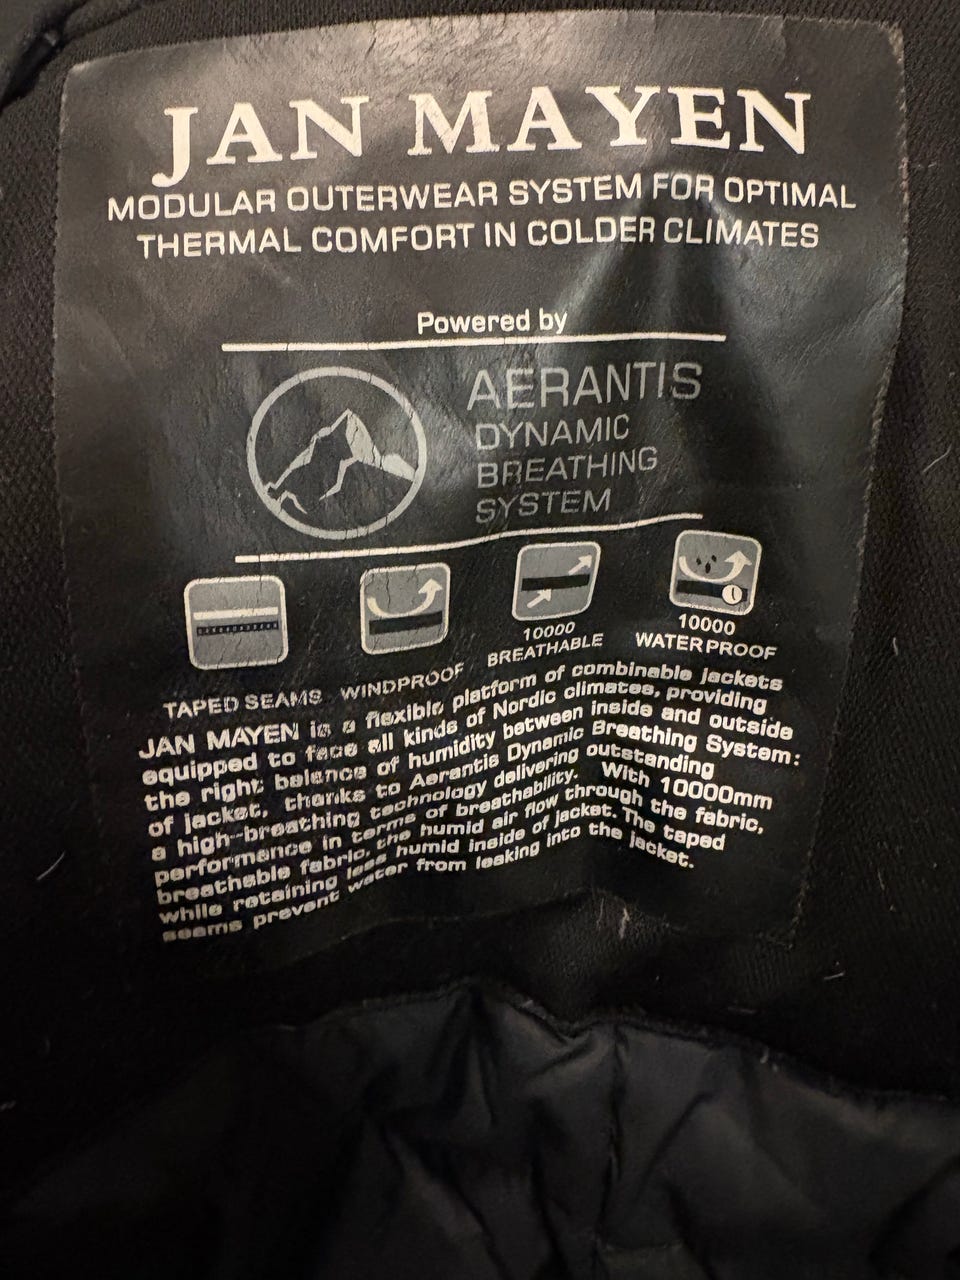 JAN MAYEN
MODULAR OUTERWEAR SYSTEM FOR OPTIMAL
THERMAL COMFORT IN COLDER CLIMATES
Powered by
AERANTIS
DYNAMIC
BREATHING
SYSTEM
TAPED SEAMS
WINDPROOF
10000
BREATHABLE
10000
WATERPROOF
JAN MAYEN is a flexible platform of combinable jackets
equipped to face all kinds of Nordic climates, providing
the right balance of humidity between inside and outside
of jacket, thanks to Aerantis Dynamic Breathing System:
a high-breathing technology delivering outstanding
performance in terms of breathability. With 10000mm
breathable fabric, the humid air flow through the fabric,
while retaining less humid inside of jacket. The taped
seams prevent water from leaking into the jacket.